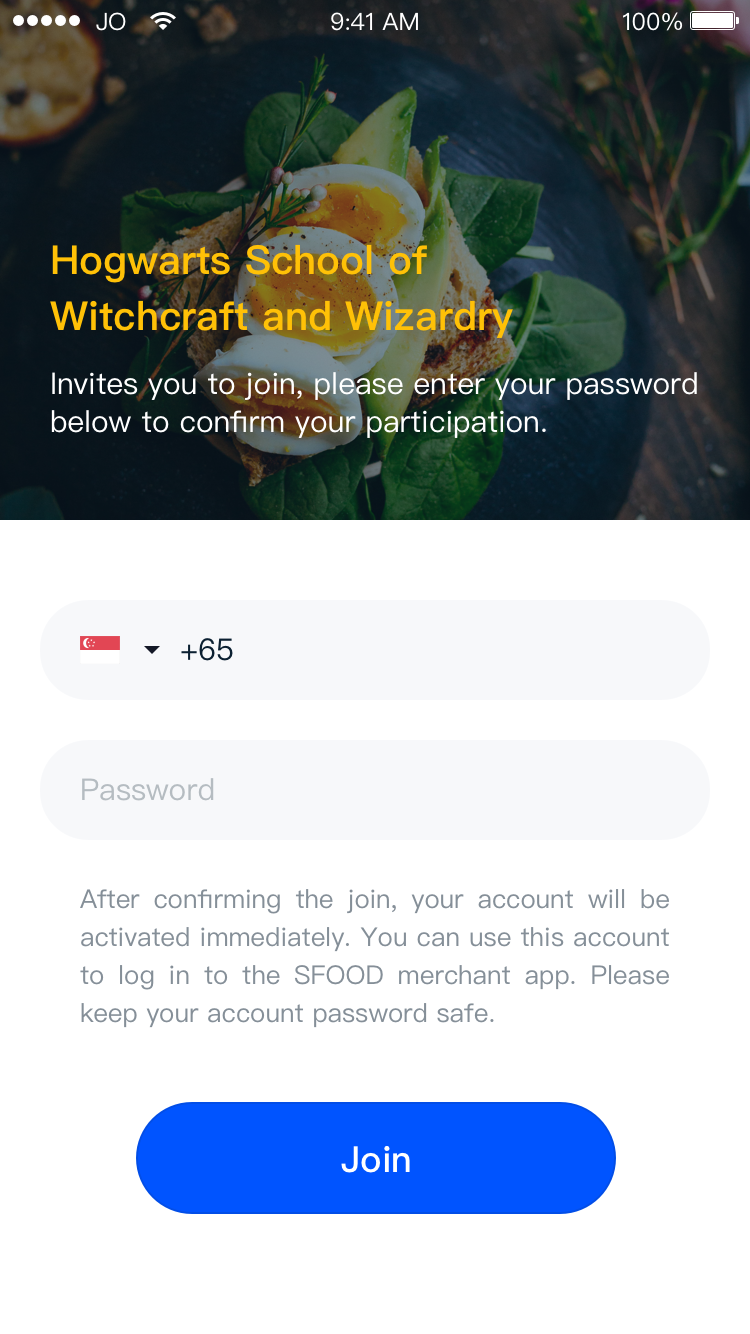 JO 9:41 AM 100%
Hogwarts School of
Witchcraft and Wizardry
Invites you to join, please enter your password
below to confirm your participation.
+65
Password
After confirming the join, your account will be
activated immediately. You can use this account
to log in to the SFOOD merchant app. Please
keep your account password safe.
Join